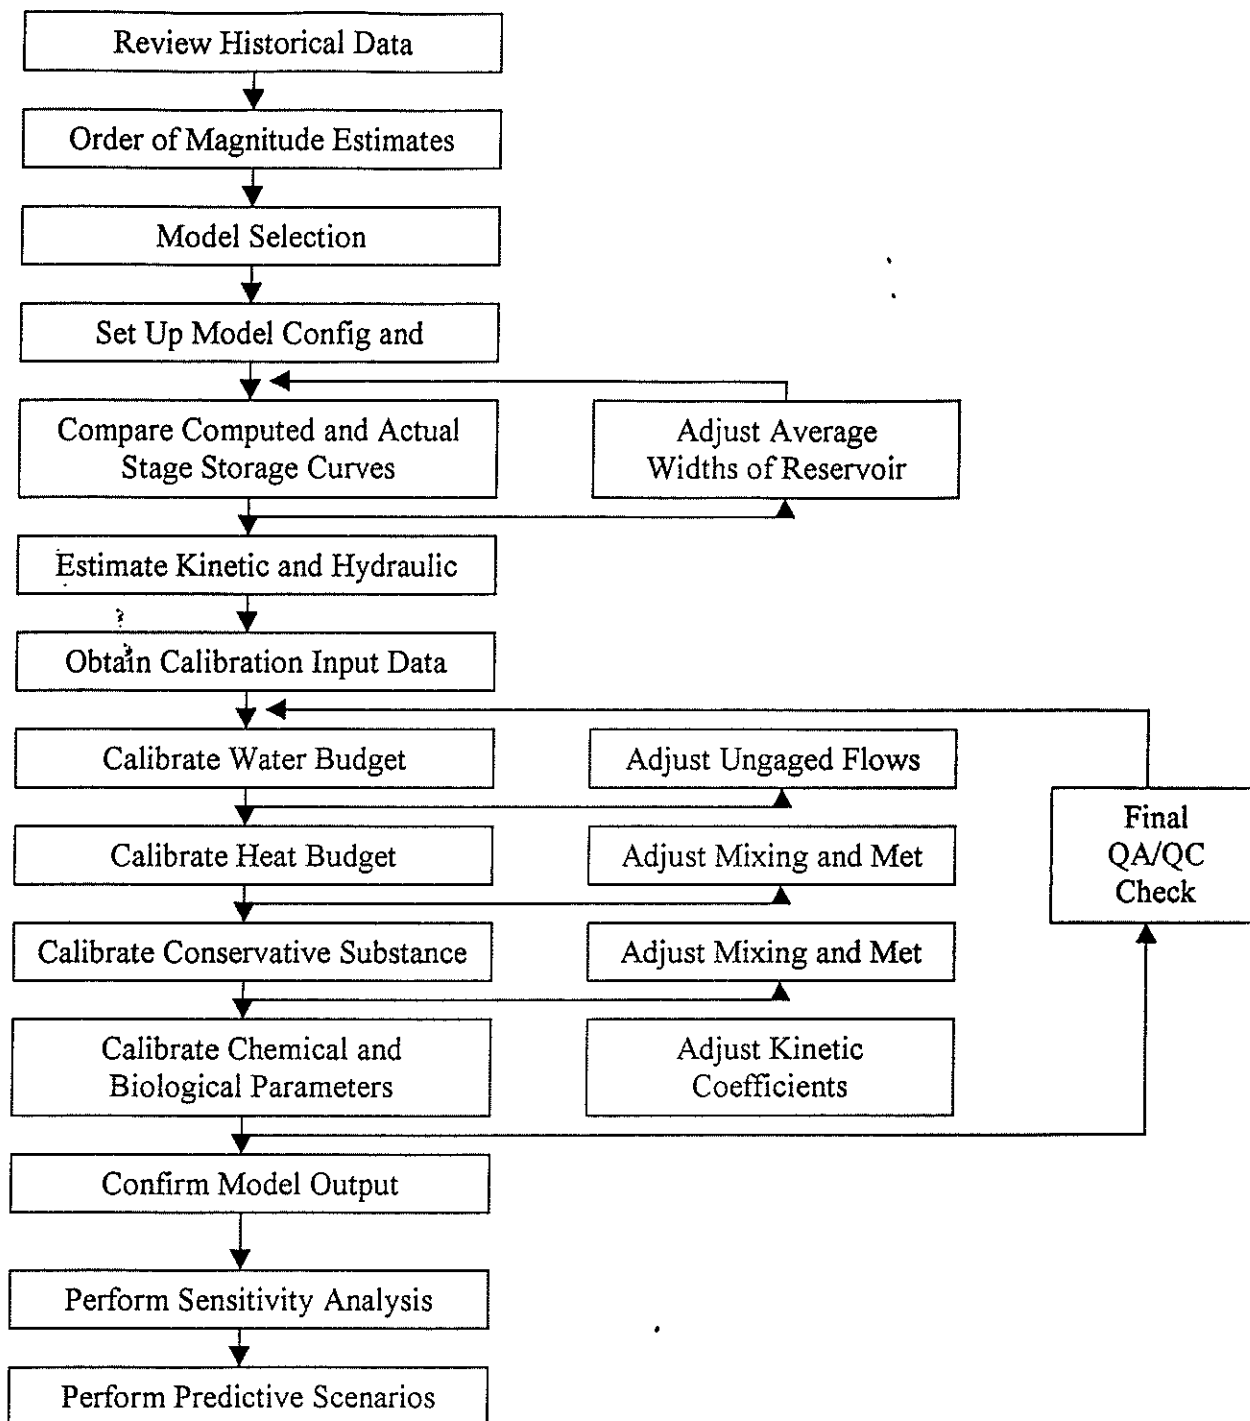 Review Historical Data
Order of Magnitude Estimates
Model Selection
Set Up Model Config and
Compare Computed and Actual
Stage Storage Curves
Adjust Average
Widths of Reservoir
Estimate Kinetic and Hydraulic
Obtain Calibration Input Data
Calibrate Water Budget
Adjust Ungaged Flows
Final
QA/QC
Check
Calibrate Heat Budget
Adjust Mixing and Met
Calibrate Conservative Substance
Adjust Mixing and Met
Calibrate Chemical and
Biological Parameters
Adjust Kinetic
Coefficients
Confirm Model Output
Perform Sensitivity Analysis
Perform Predictive Scenarios